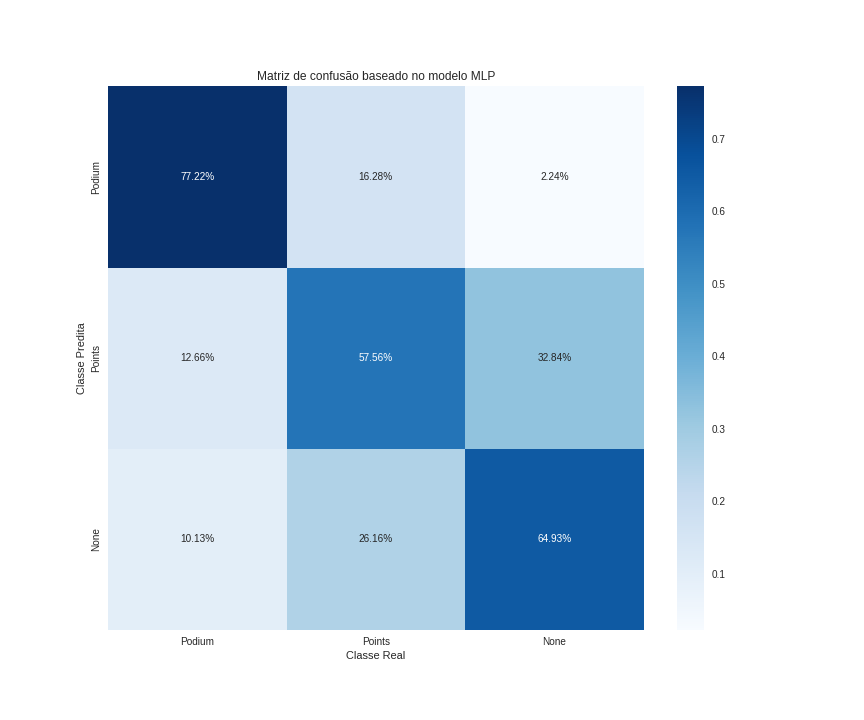 Matriz de confusão baseado no modelo MLP
Classe Predita
Podium
77.22%
16.28%
2.24%
Points
12.66%
57.56%
32.84%
None
10.13%
26.16%
64.93%
Podium
Points
None
Classe Real
0.7
0.6
0.5
0.4
0.3
0.2
0.1